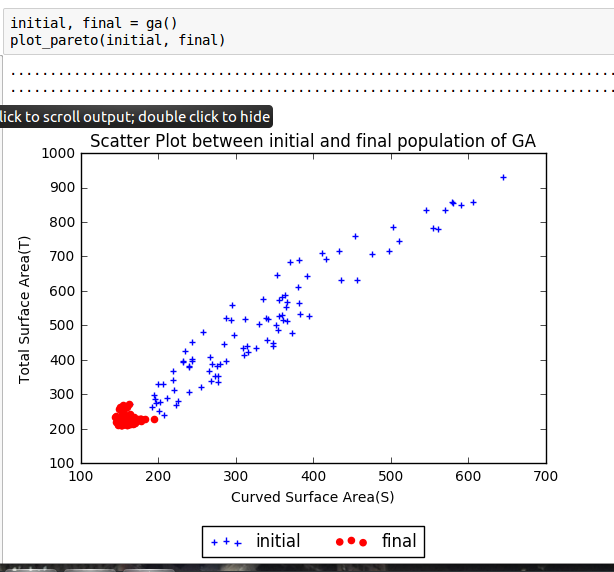 initial, final = ga()
plot_pareto(initial, final)
lick to scroll output; double click to hide
Scatter Plot between initial and final population of GA
1000
900
800
700
600
500
400
300
200
100
Total Surface Area(T)
100 200 300 400 500 600 700
Curved Surface Area(S)
initial final